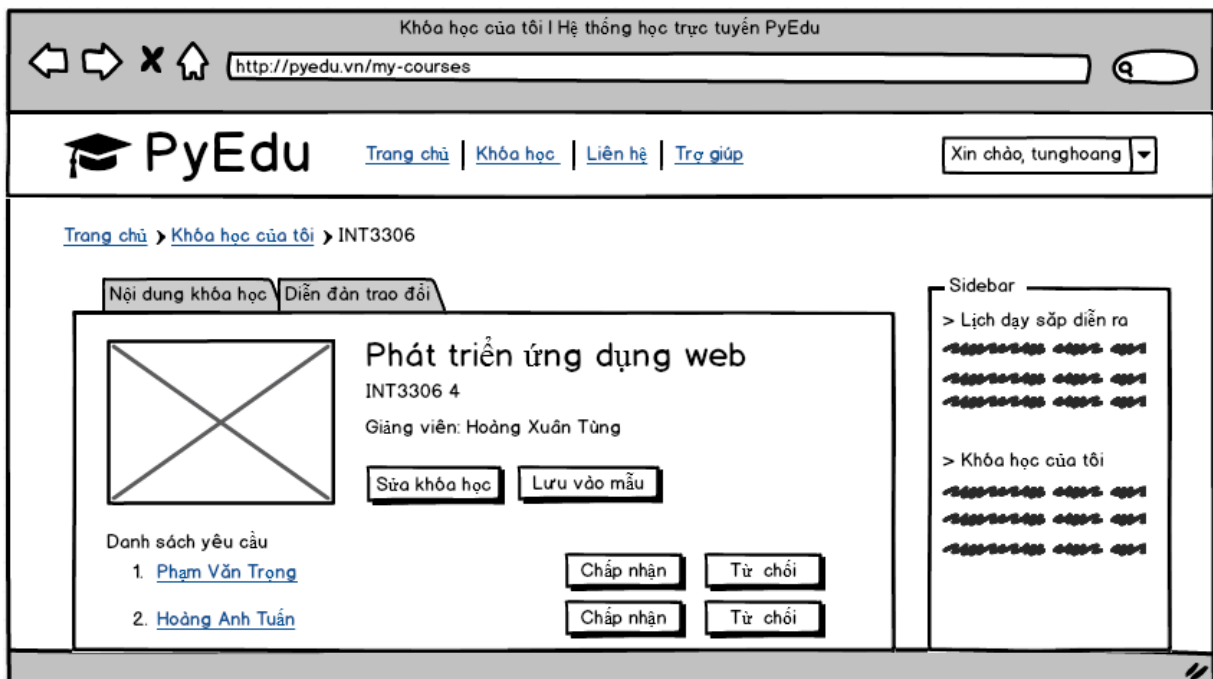 Khóa học của tôi I Hệ thống học trực tuyến PyEdu
http://pyedu.vn/my-courses
PyEdu
Trang chủ | Khóa học | Liên hệ | Trợ giúp
Xin chào, tunghoang
Trang chủ > Khóa học của tôi > INT3306
Nội dung khóa học Diễn đàn trao đổi
Phát triển ứng dụng web
INT3306 4
Giảng viên: Hoàng Xuân Tùng
Sửa khóa học Lưu vào mẫu
Danh sách yêu cầu
1. Phạm Văn Trọng Chấp nhận Từ chối
2. Hoàng Anh Tuấn Chấp nhận Từ chối
Sidebar
> Lịch dạy sắp diễn ra
> Khóa học của tôi